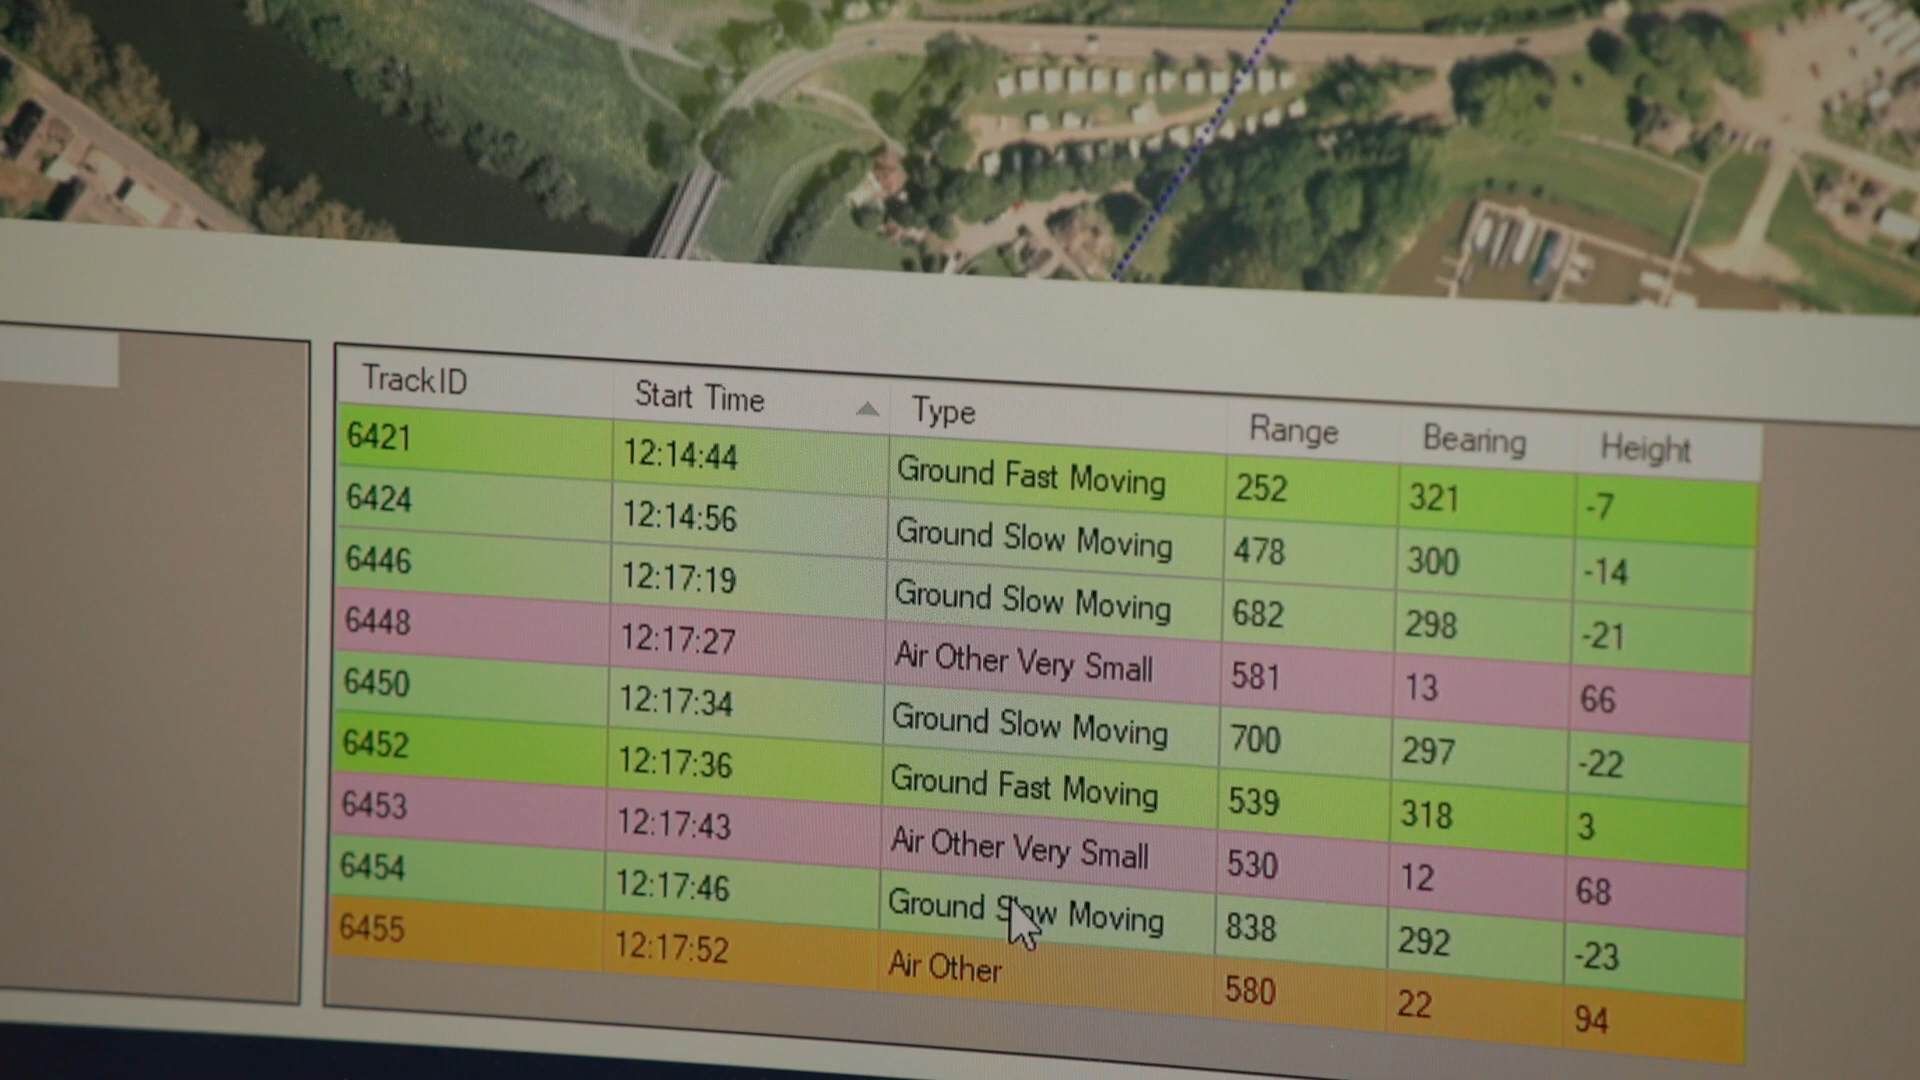 TrackID Start Time Type Range Bearing Height
6421 12:14:44 Ground Fast Moving 252 321 -7
6424 12:14:56 Ground Slow Moving 478 300 -14
6446 12:17:19 Ground Slow Moving 682 298 -21
6448 12:17:27 Air Other Very Small 581 13 66
6450 12:17:34 Ground Slow Moving 700 297 -22
6452 12:17:36 Ground Fast Moving 539 318 3
6453 12:17:43 Air Other Very Small 530 12 68
6454 12:17:46 Ground Slow Moving 838 292 -23
6455 12:17:52 Air Other 580 22 94